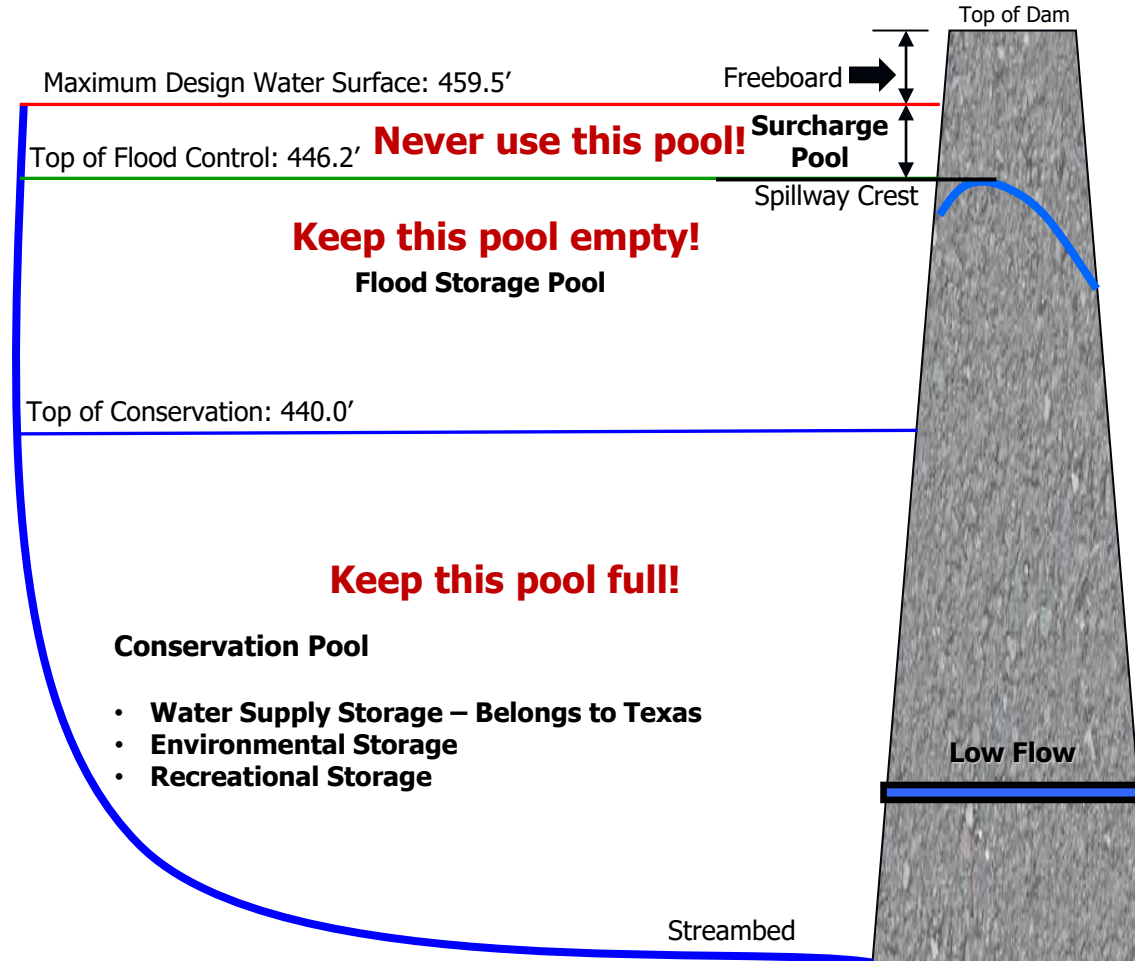 Top of Dam
Maximum Design Water Surface: 459.5′
Freeboard
Never use this pool!
Surcharge
Pool
Top of Flood Control: 446.2′
Spillway Crest
Keep this pool empty!
Flood Storage Pool
Top of Conservation: 440.0′
Keep this pool full!
Conservation Pool
• Water Supply Storage – Belongs to Texas
• Environmental Storage
• Recreational Storage
Low Flow
Streambed